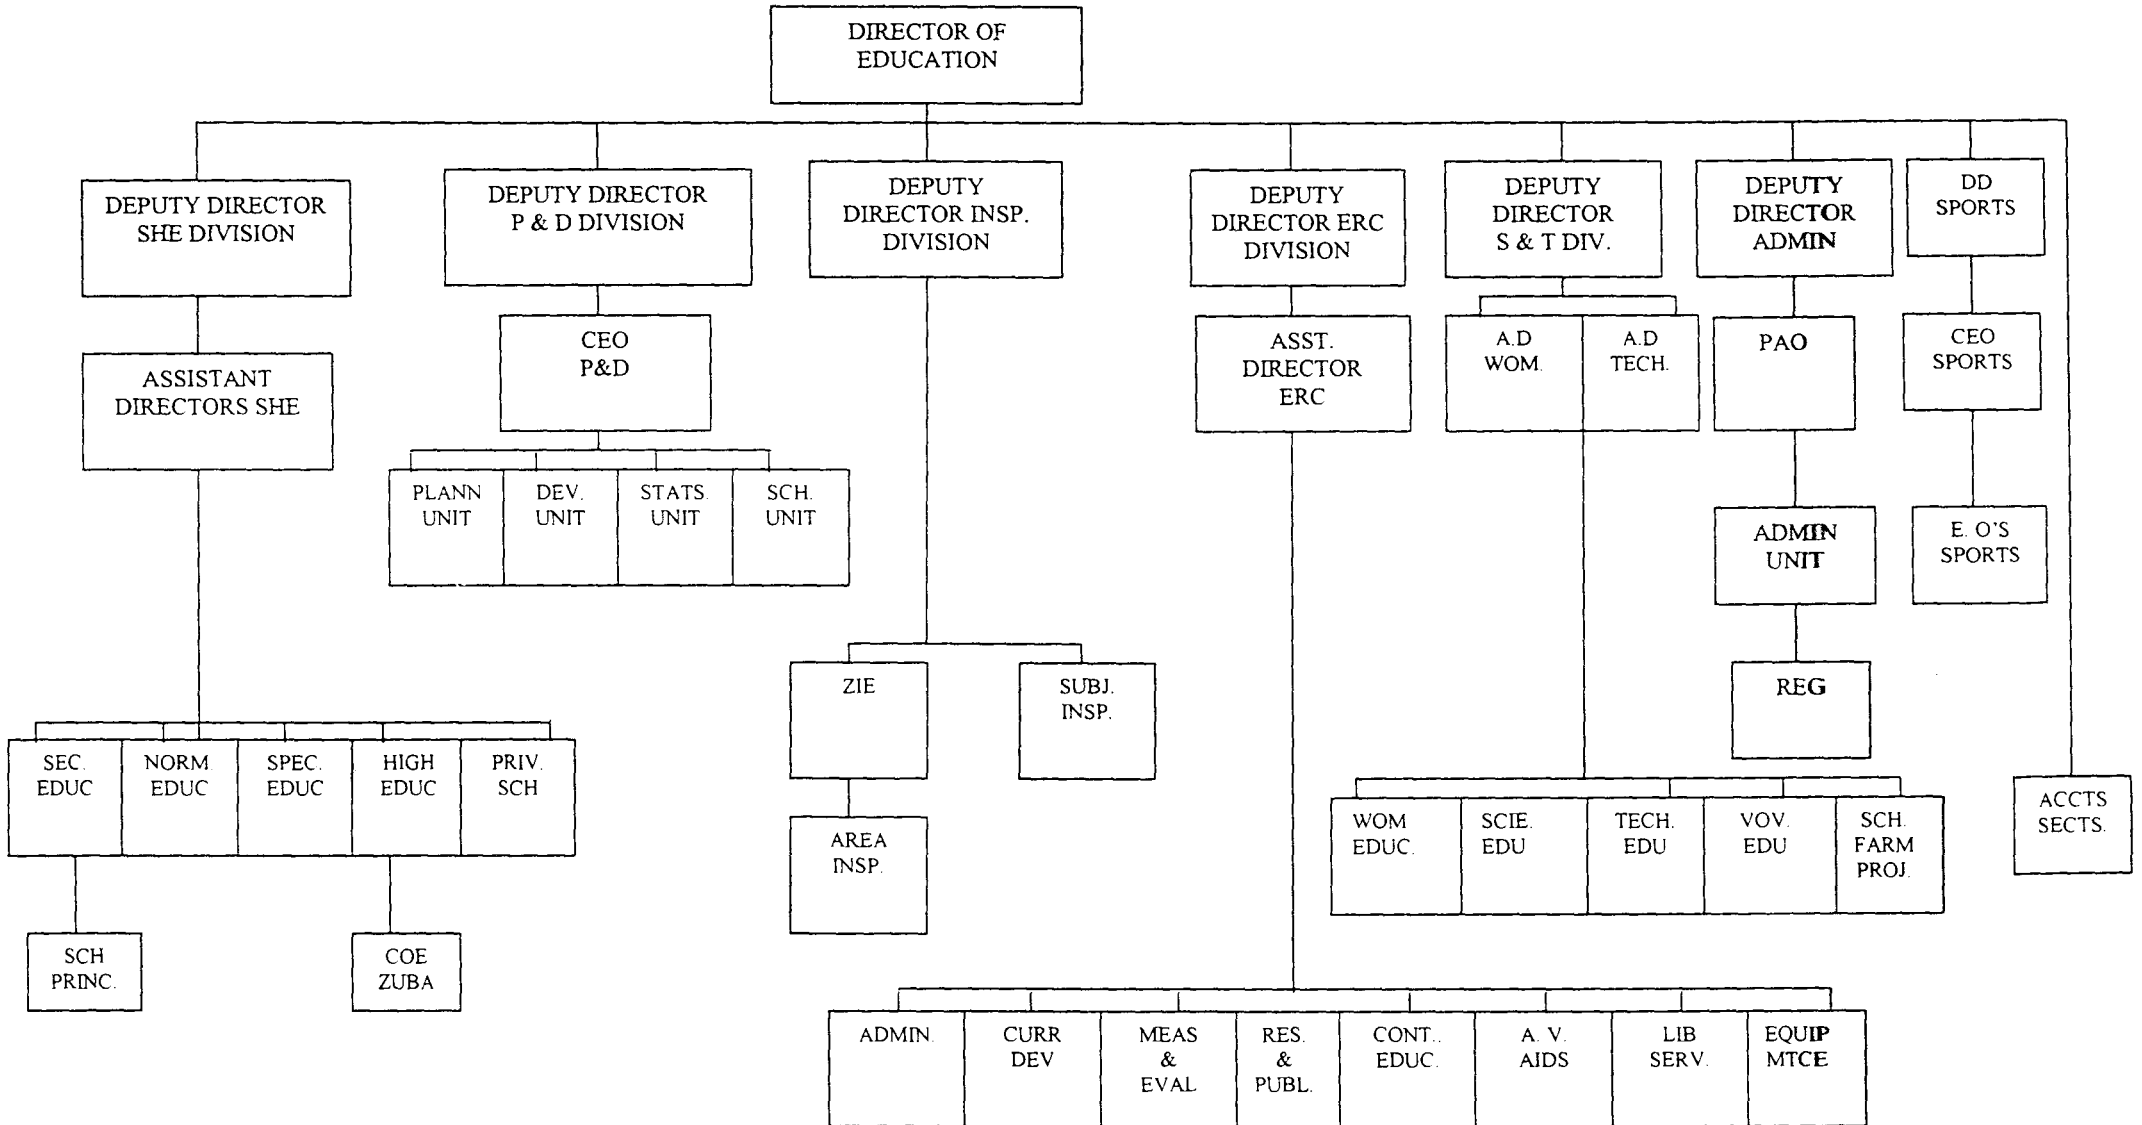 DIRECTOR OF
EDUCATION
DEPUTY DIRECTOR
SHE DIVISION
DEPUTY DIRECTOR
P & D DIVISION
DEPUTY
DIRECTOR INSP.
DIVISION
DEPUTY
DIRECTOR ERC
DIVISION
DEPUTY
DIRECTOR
S & T DIV.
DEPUTY
DIRECTOR
ADMIN
DD
SPORTS
ASSISTANT
DIRECTORS SHE
CEO
P&D
ASST.
DIRECTOR
ERC
A.D
WOM.
A.D
TECH.
PAO
CEO
SPORTS
PLANN
UNIT
DEV.
UNIT
STATS.
UNIT
SCH.
UNIT
ADMIN
UNIT
E. O'S
SPORTS
ZIE
SUBJ.
INSP.
REG
SEC.
EDUC
NORM.
EDUC
SPEC.
EDUC
HIGH
EDUC
PRIV.
SCH
AREA
INSP.
WOM
EDUC.
SCIE.
EDU
TECH.
EDU
VOV.
EDU
SCH.
FARM
PROJ.
ACCTS
SECTS.
SCH
PRINC.
COE
ZUBA
ADMIN.
CURR
DEV
MEAS
&
EVAL
RES.
&
PUBL.
CONT..
EDUC.
A. V.
AIDS
LIB
SERV.
EQUIP
MTCE